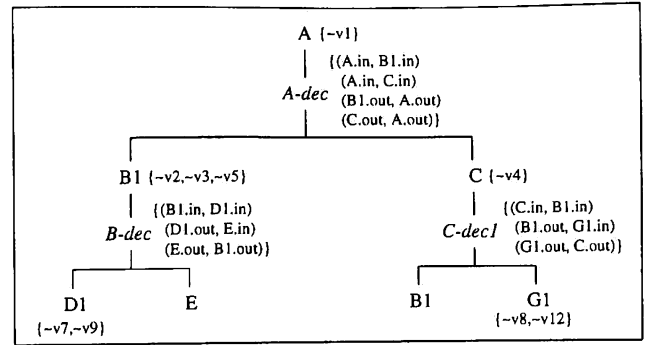 A {~v1}
{(A.in, B1.in)
(A.in, C.in)
A-dec
(B1.out, A.out)
(C.out, A.out)}
B1 {~v2,~v3,~v5}
C {~v4}
{(B1.in, D1.in)
(D1.out, E.in)
B-dec
(E.out, B1.out)}
{(C.in, B1.in)
(B1.out, G1.in)
C-dec1
(G1.out, C.out)}
D1
E
B1
G1
{~v7,~v9}
{~v8,~v12}